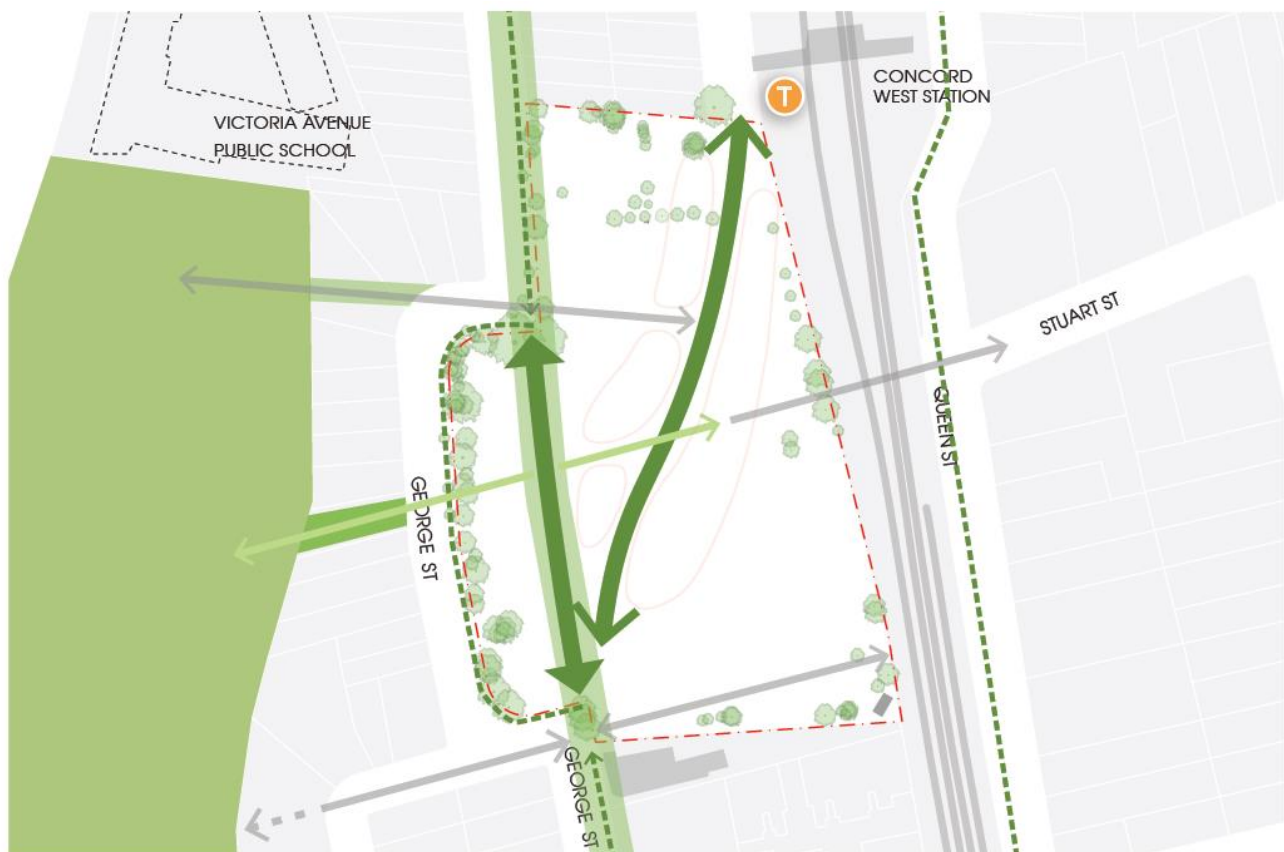 T
CONCORD
WEST STATION
VICTORIA AVENUE
PUBLIC SCHOOL
STUART ST
QUEEN ST
GEORGE ST
GEORGE ST